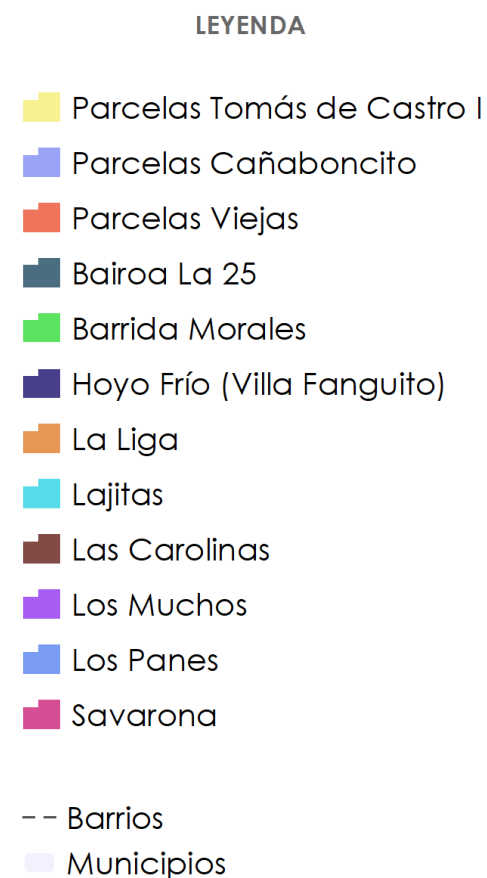 LEYENDA
Parcelas Tomás de Castro I
Parcelas Cañaboncito
Parcelas Viejas
Bairoa La 25
Barrida Morales
Hoyo Frío (Villa Fanguito)
La Liga
Lajitas
Las Carolinas
Los Muchos
Los Panes
Savarona
Barrios
Municipios